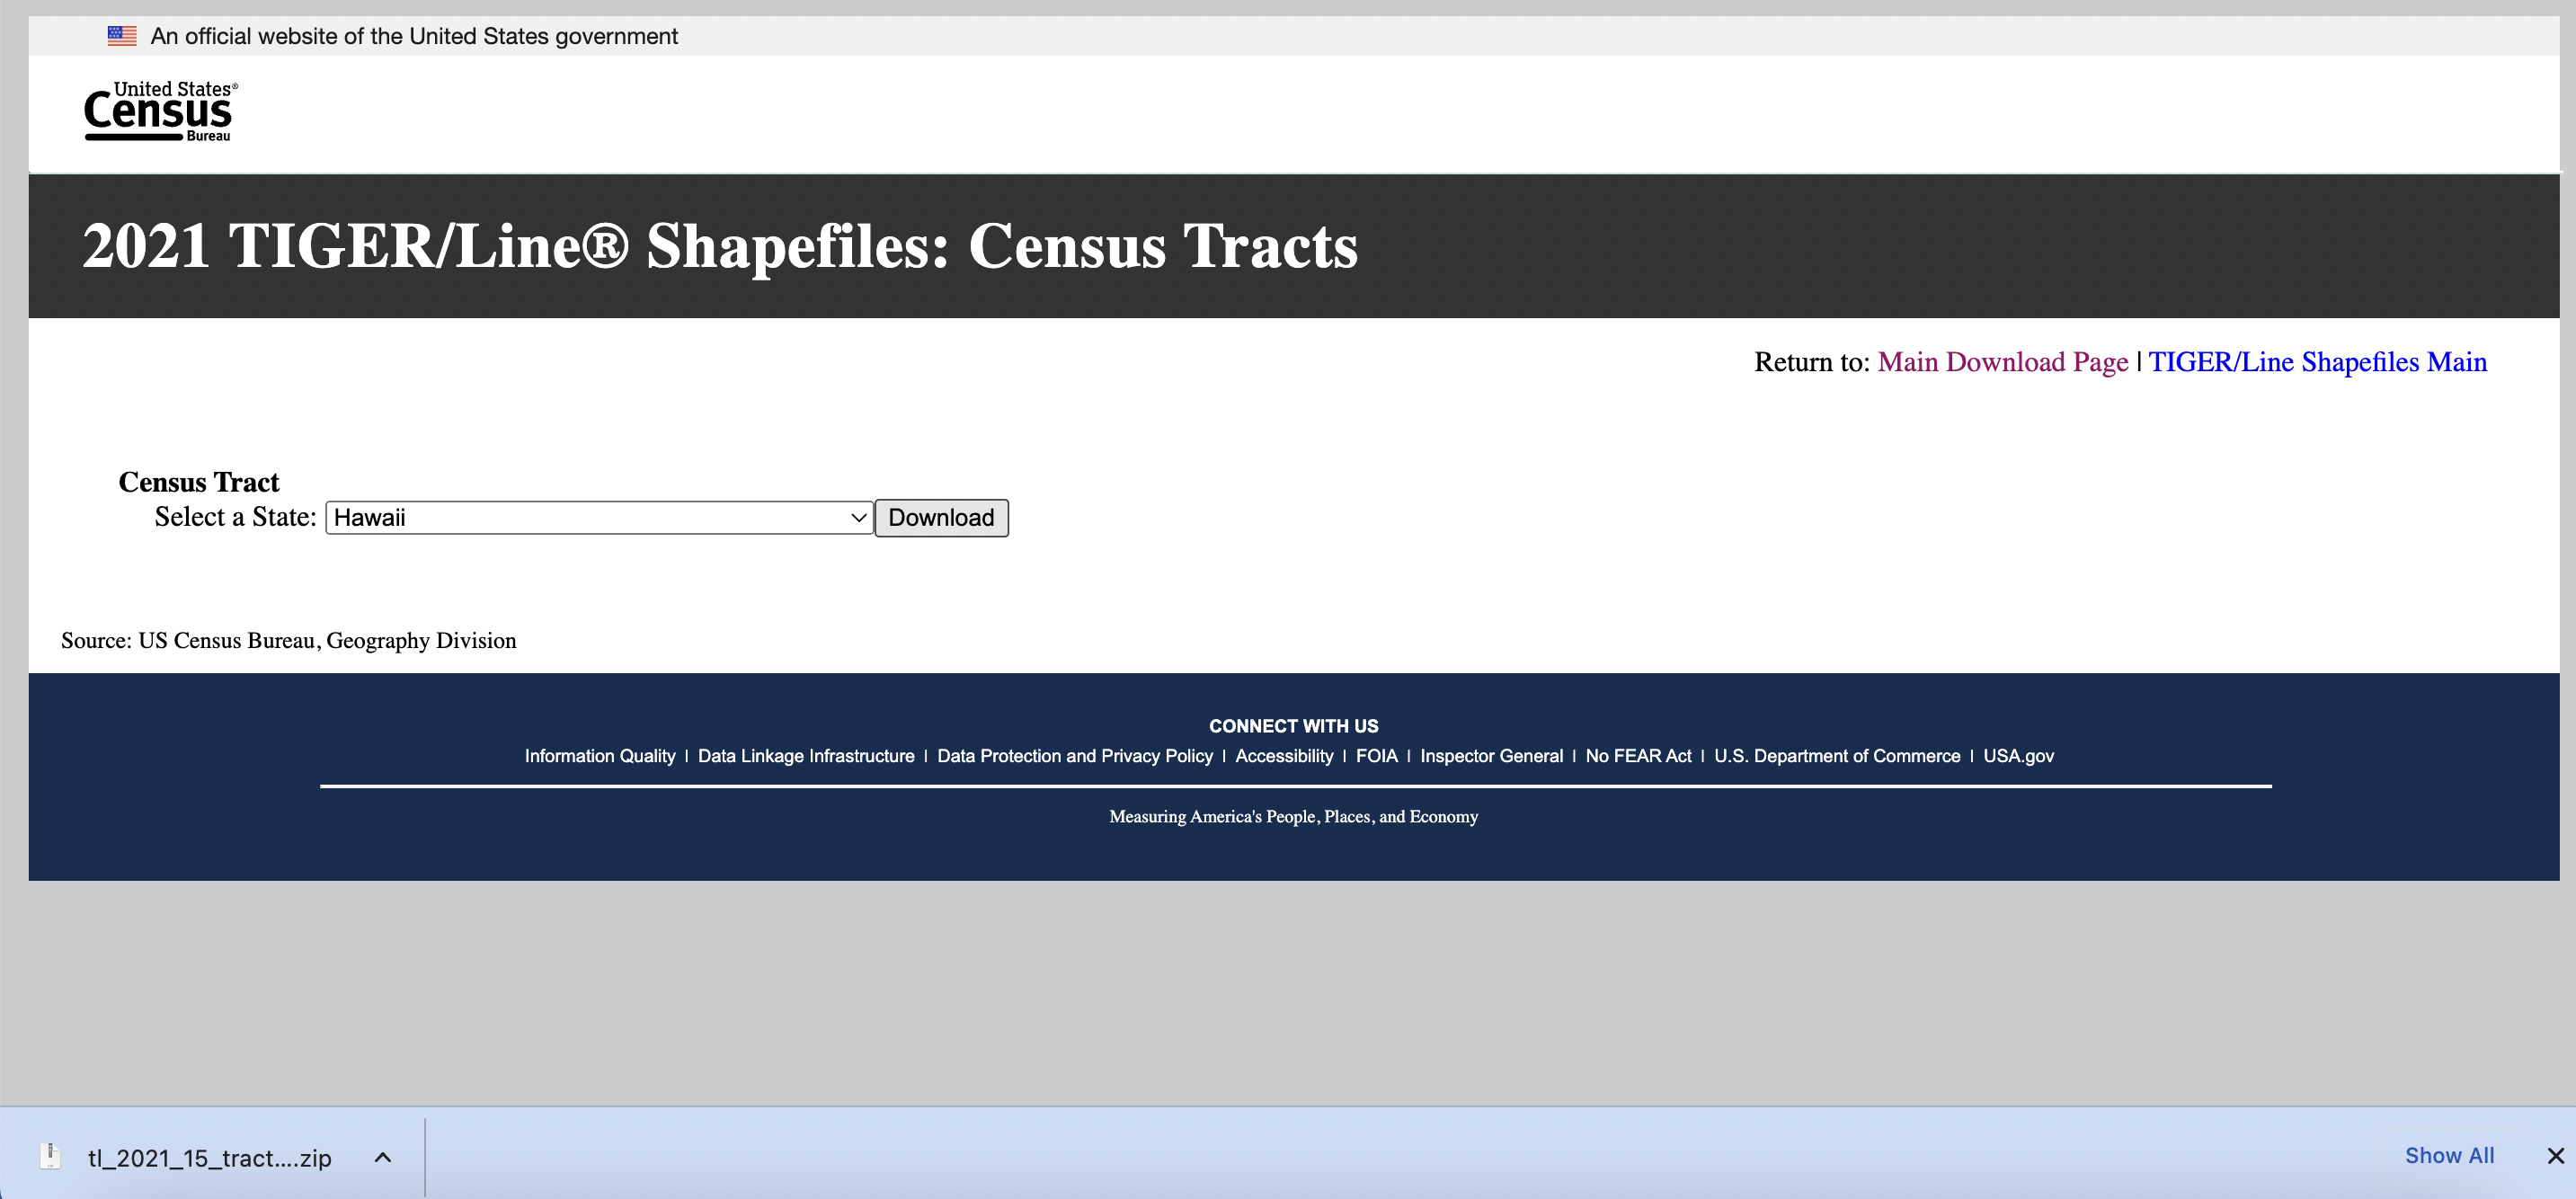 An official website of the United States government
United States®
Census
Bureau
2021 TIGER/Line® Shapefiles: Census Tracts
Return to: Main Download Page | TIGER/Line Shapefiles Main
Census Tract
Select a State: Hawaii Download
Source: US Census Bureau, Geography Division
CONNECT WITH US
Information Quality | Data Linkage Infrastructure | Data Protection and Privacy Policy | Accessibility | FOIA | Inspector General | No FEAR Act | U.S. Department of Commerce | USA.gov
Measuring America's People, Places, and Economy
tl_2021_15_tract....zip Show All